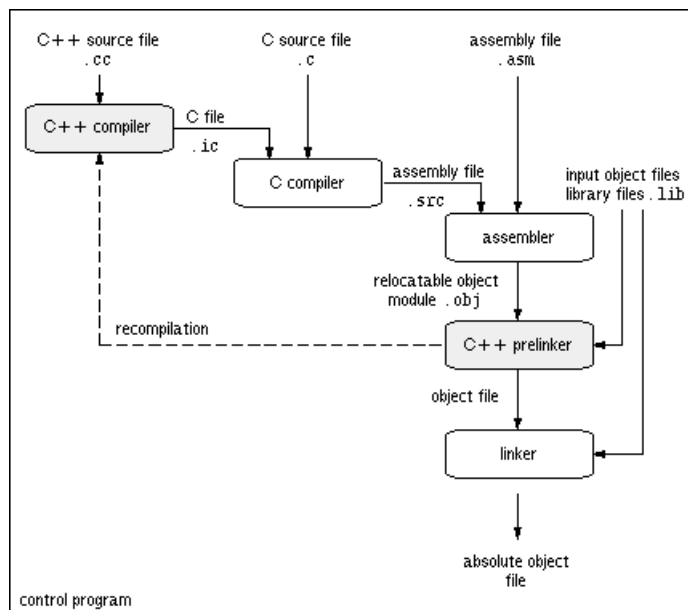 C++ source file
.cc
C source file
.c
assembly file
.asm
C++ compiler
C file
.ic
C compiler
assembly file
.src
input object files
library files .lib
assembler
relocatable object
module .obj
recompilation
C++ prelinker
object file
linker
absolute object
file
control program